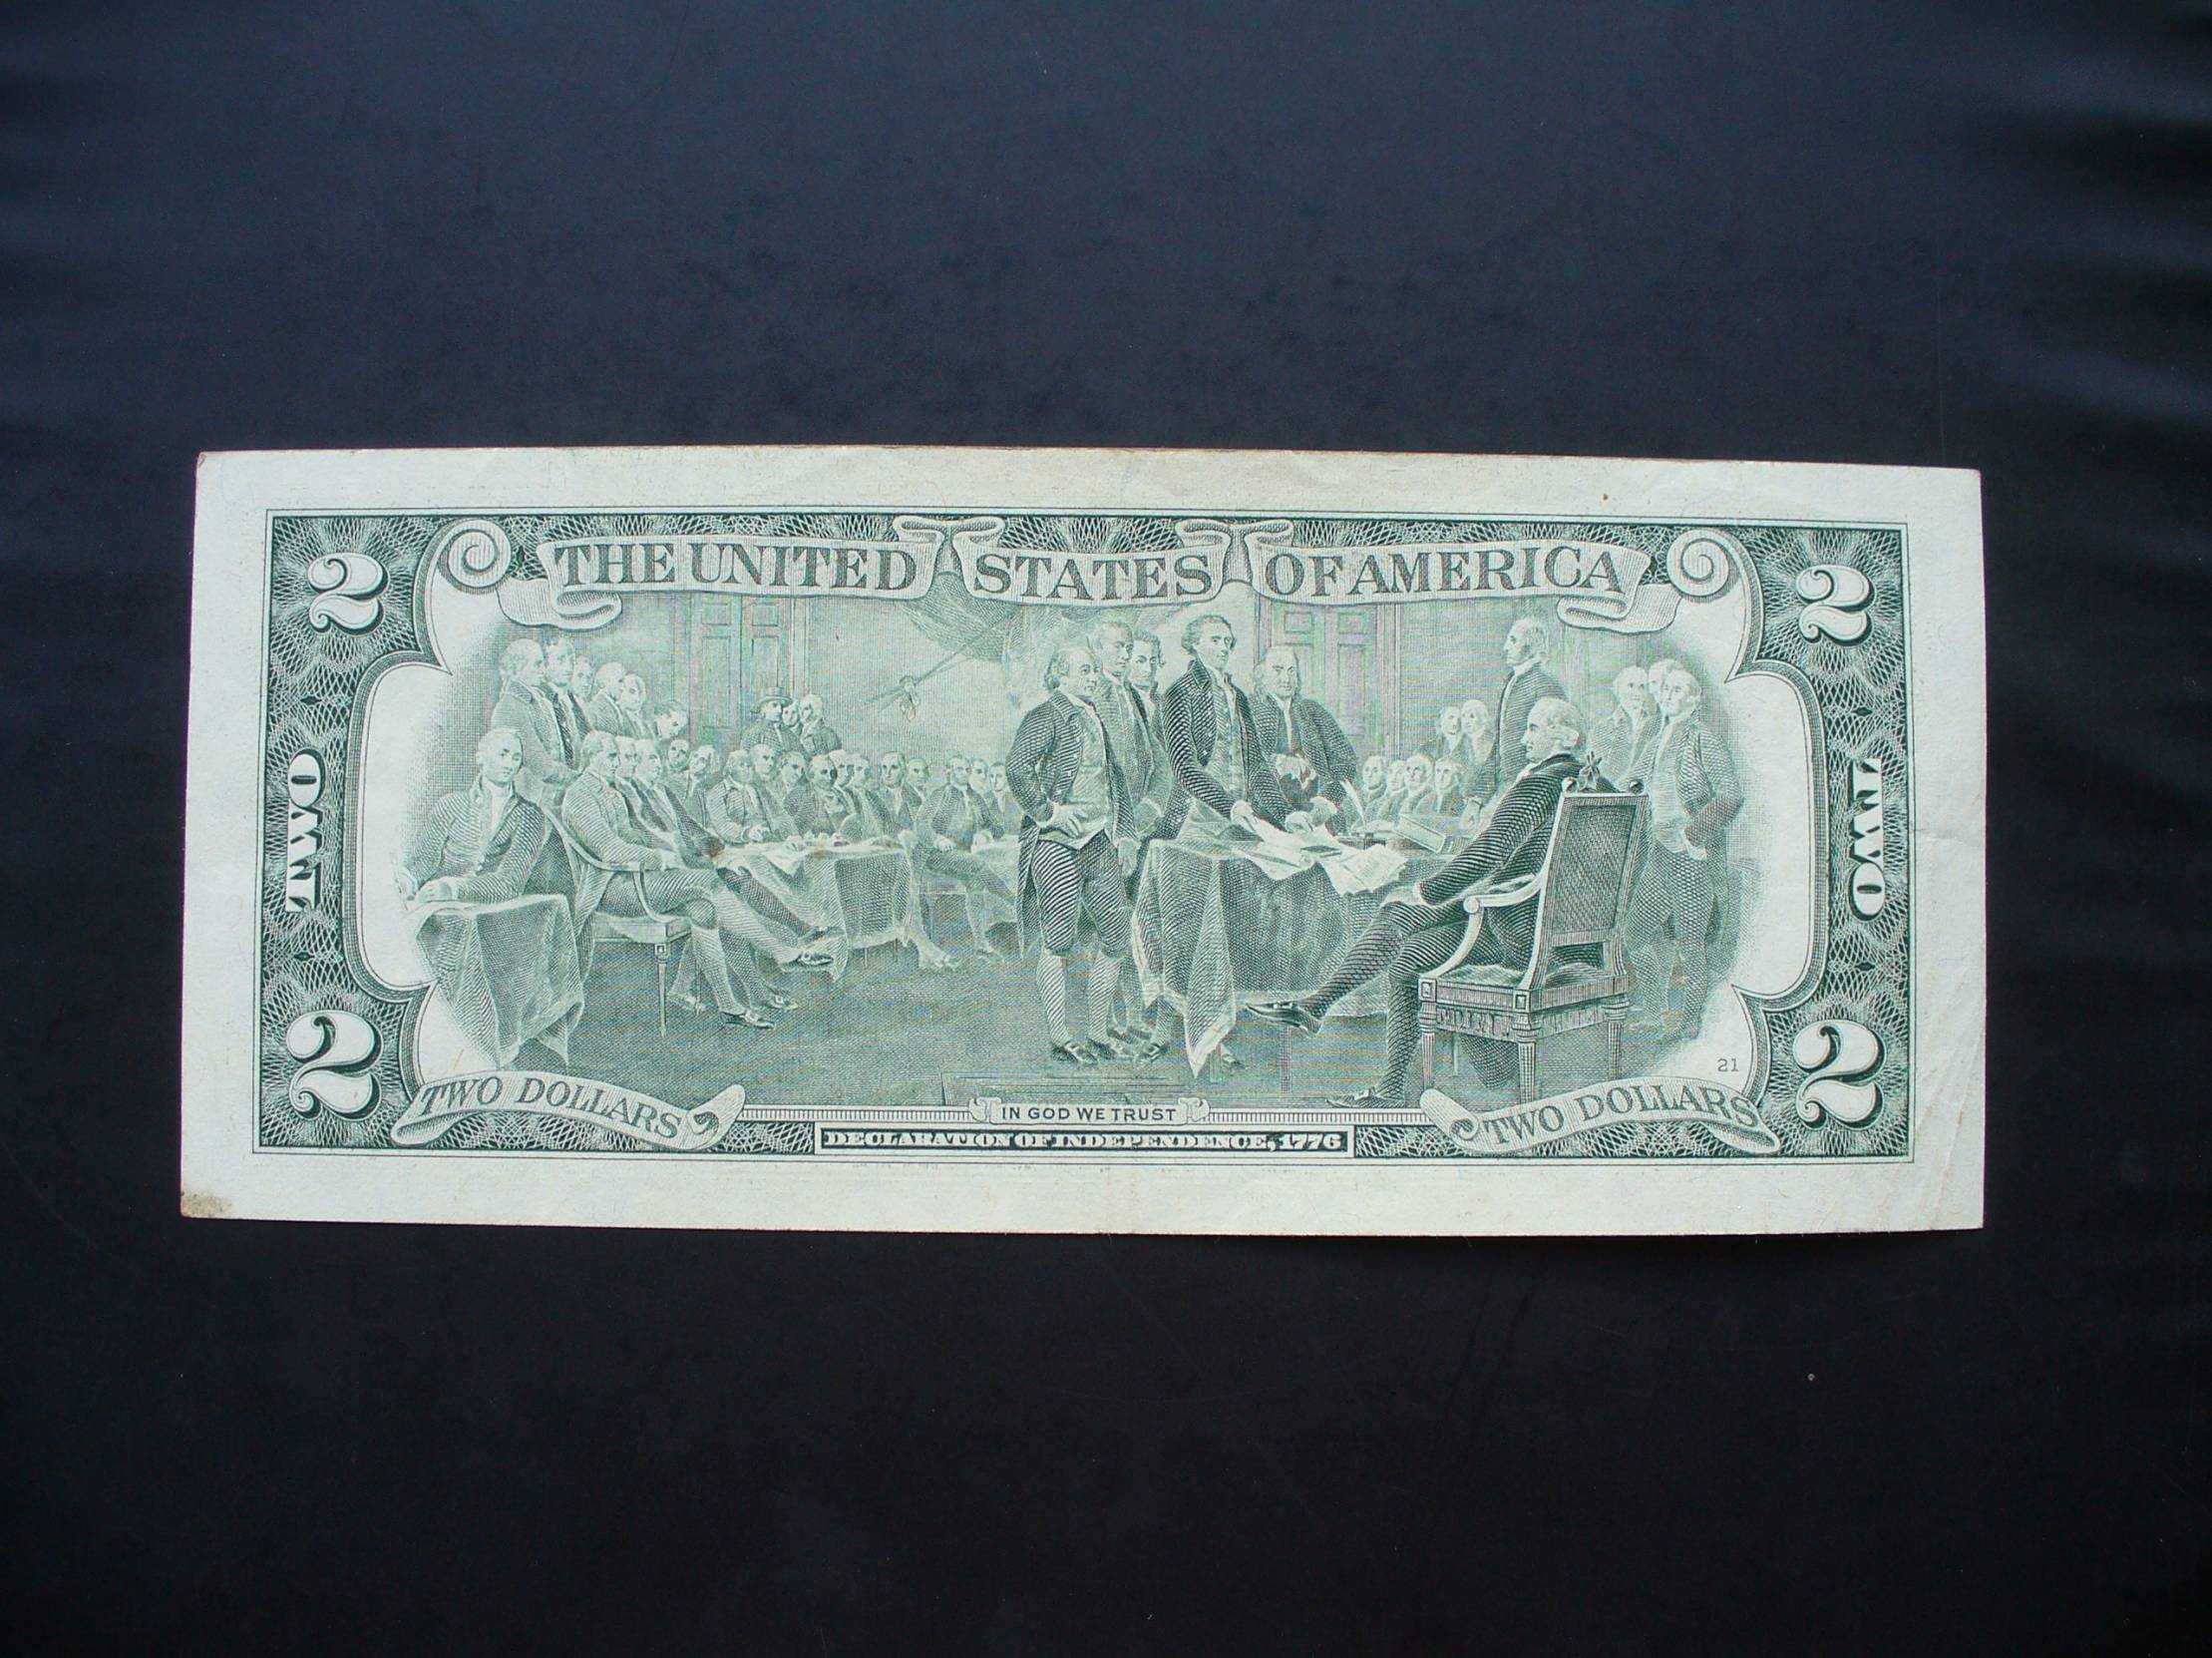 THE UNITED STATES OF AMERICA
2
2
TWO
TWO
2
2
21
TWO DOLLARS
TWO DOLLARS
IN GOD WE TRUST
DECLARATION OF INDEPENDENCE, 1776